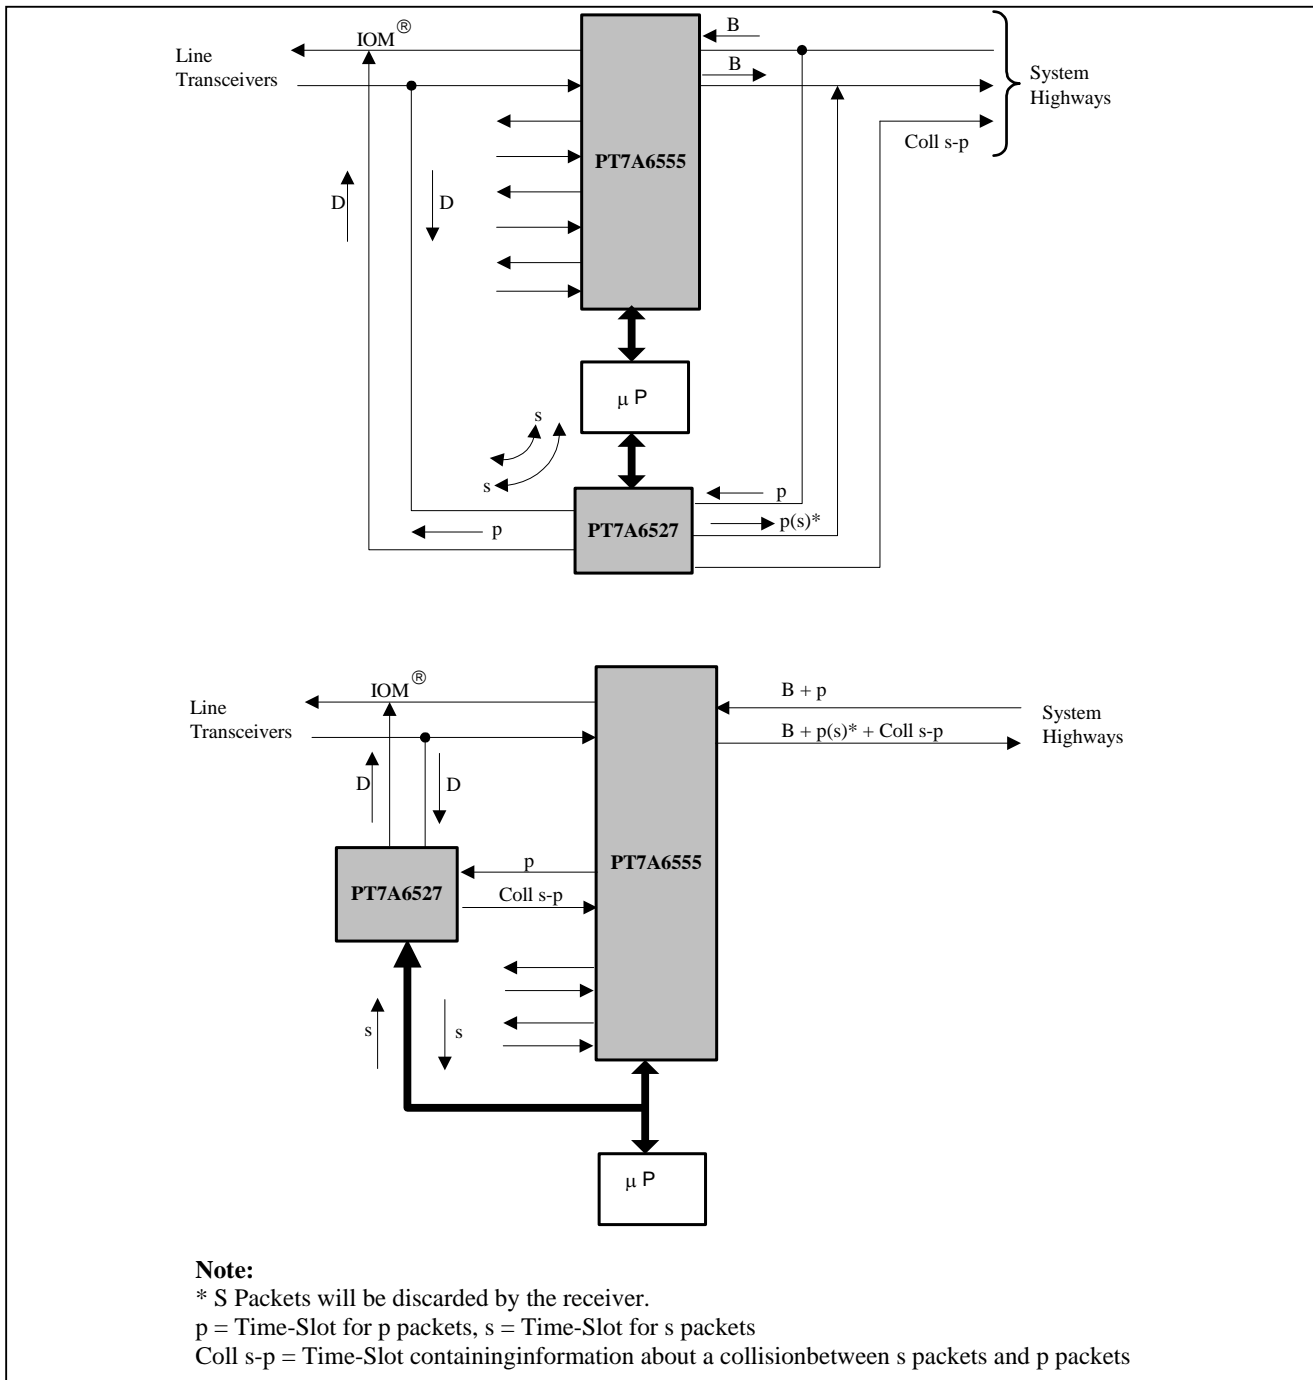 IOM ®
B
Line
Transceivers
B
System
Highways
Coll s-p
PT7A6555
D
D
μ P
s
s
p
p
p(s)*
PT7A6527
IOM ®
Line
Transceivers
B + p
System
Highways
B + p(s)* + Coll s-p
D
D
p
PT7A6555
PT7A6527
Coll s-p
s
s
μ P
Note:
* S Packets will be discarded by the receiver.
p = Time-Slot for p packets, s = Time-Slot for s packets
Coll s-p = Time-Slot containinginformation about a collisionbetween s packets and p packets